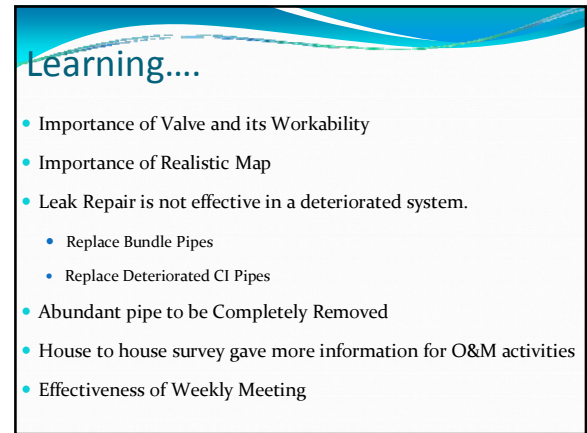 Learning....
• Importance of Valve and its Workability
• Importance of Realistic Map
• Leak Repair is not effective in a deteriorated system.
• Replace Bundle Pipes
• Replace Deteriorated CI Pipes
• Abundant pipe to be Completely Removed
• House to house survey gave more information for O&M activities
• Effectiveness of Weekly Meeting